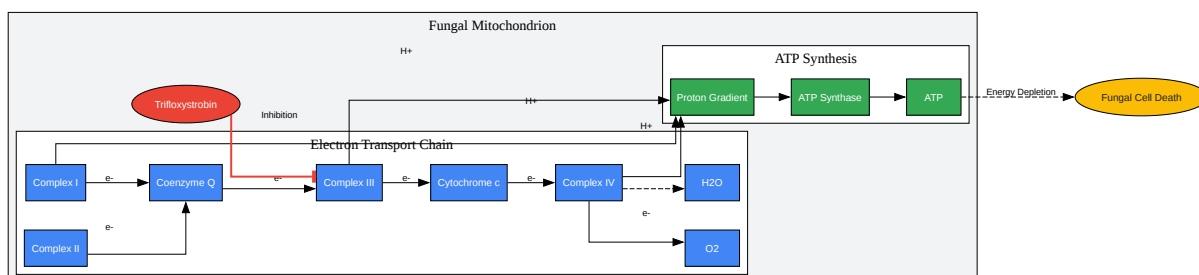 Fungal Mitochondrion
H+
ATP Synthesis
Trifloxystrobin
Inhibition
H+
Proton Gradient
ATP Synthase
ATP
Energy Depletion
Fungal Cell Death
H+
Electron Transport Chain
Complex I
e-
Coenzyme Q
e-
Complex III
e-
Cytochrome c
e-
Complex IV
H2O
e-
e-
Complex II
O2